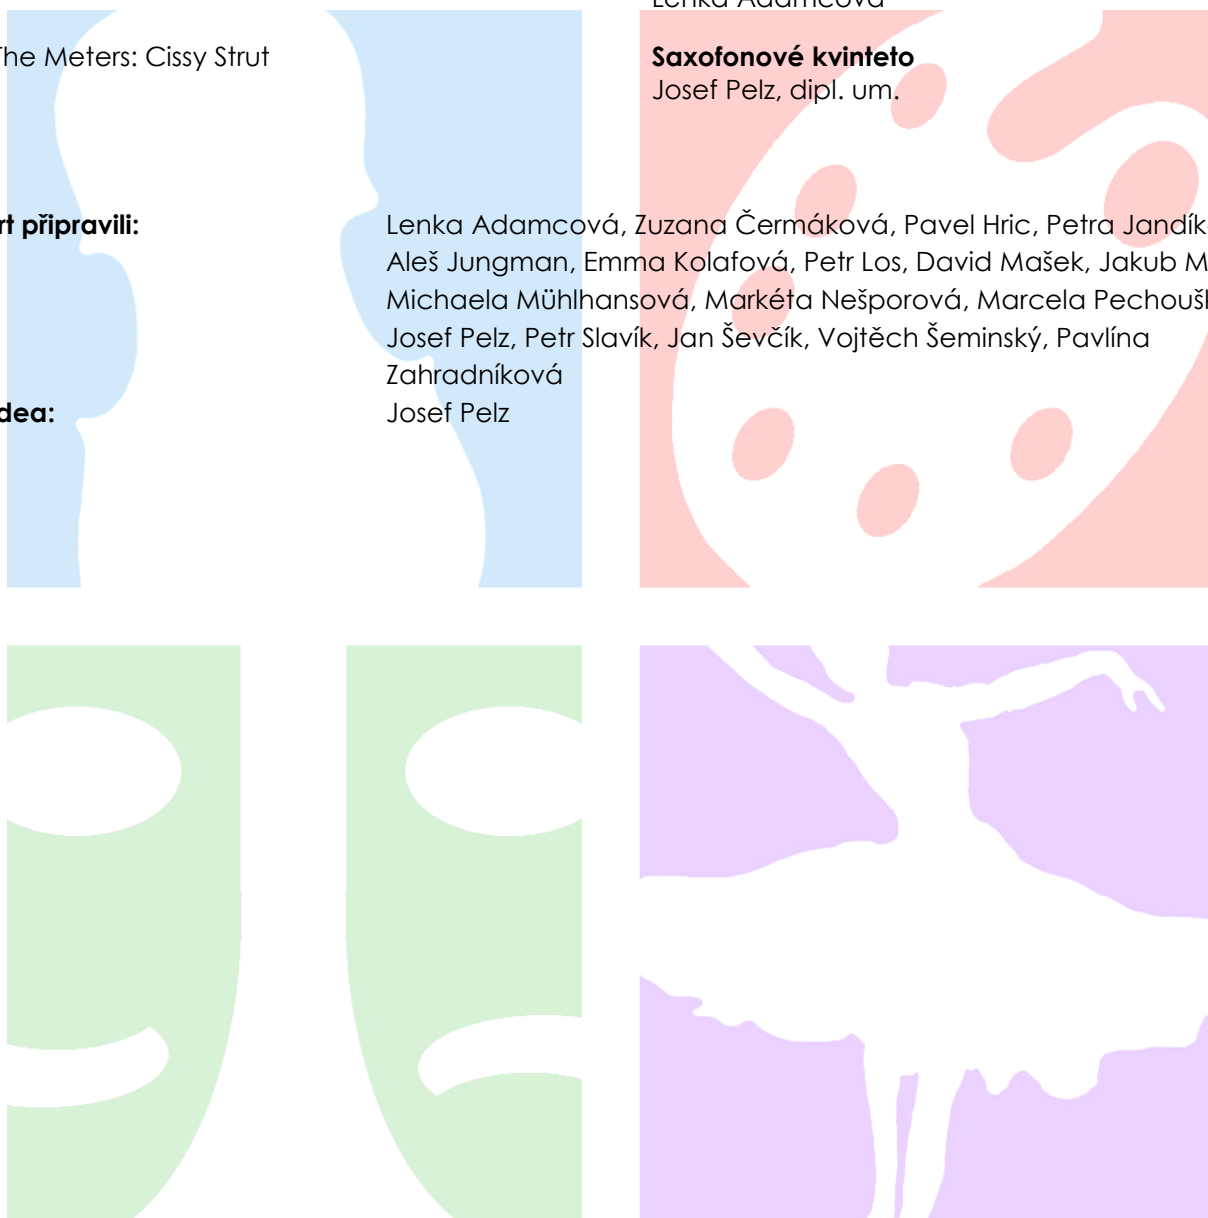 Lenka Adamcová
The Meters: Cissy Strut
Saxofonové kvinteto
Josef Pelz, dipl. um.
připravili:
Lenka Adamcová, Zuzana Čermáková, Pavel Hric, Petra
Aleš Jungman, Emma Kolafová, Petr Los, David Mašek, Jakub
Michaela Mühlhansová, Markéta Nešporová, Marcela
Josef Pelz, Petr Slavík, Jan Ševčík, Vojtěch Šeminský, Pavlína
Zahradníková
Josef Pelz